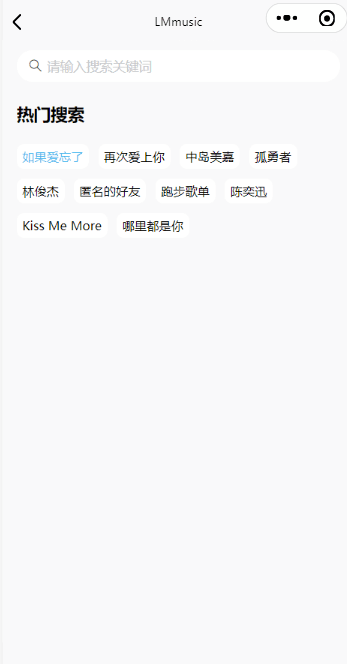 LMmusic
请输入搜索关键词
热门搜索
如果爱忘了 再次爱上你 中岛美嘉 孤勇者
林俊杰 匿名的好友 跑步歌单 陈奕迅
Kiss Me More 哪里都是你